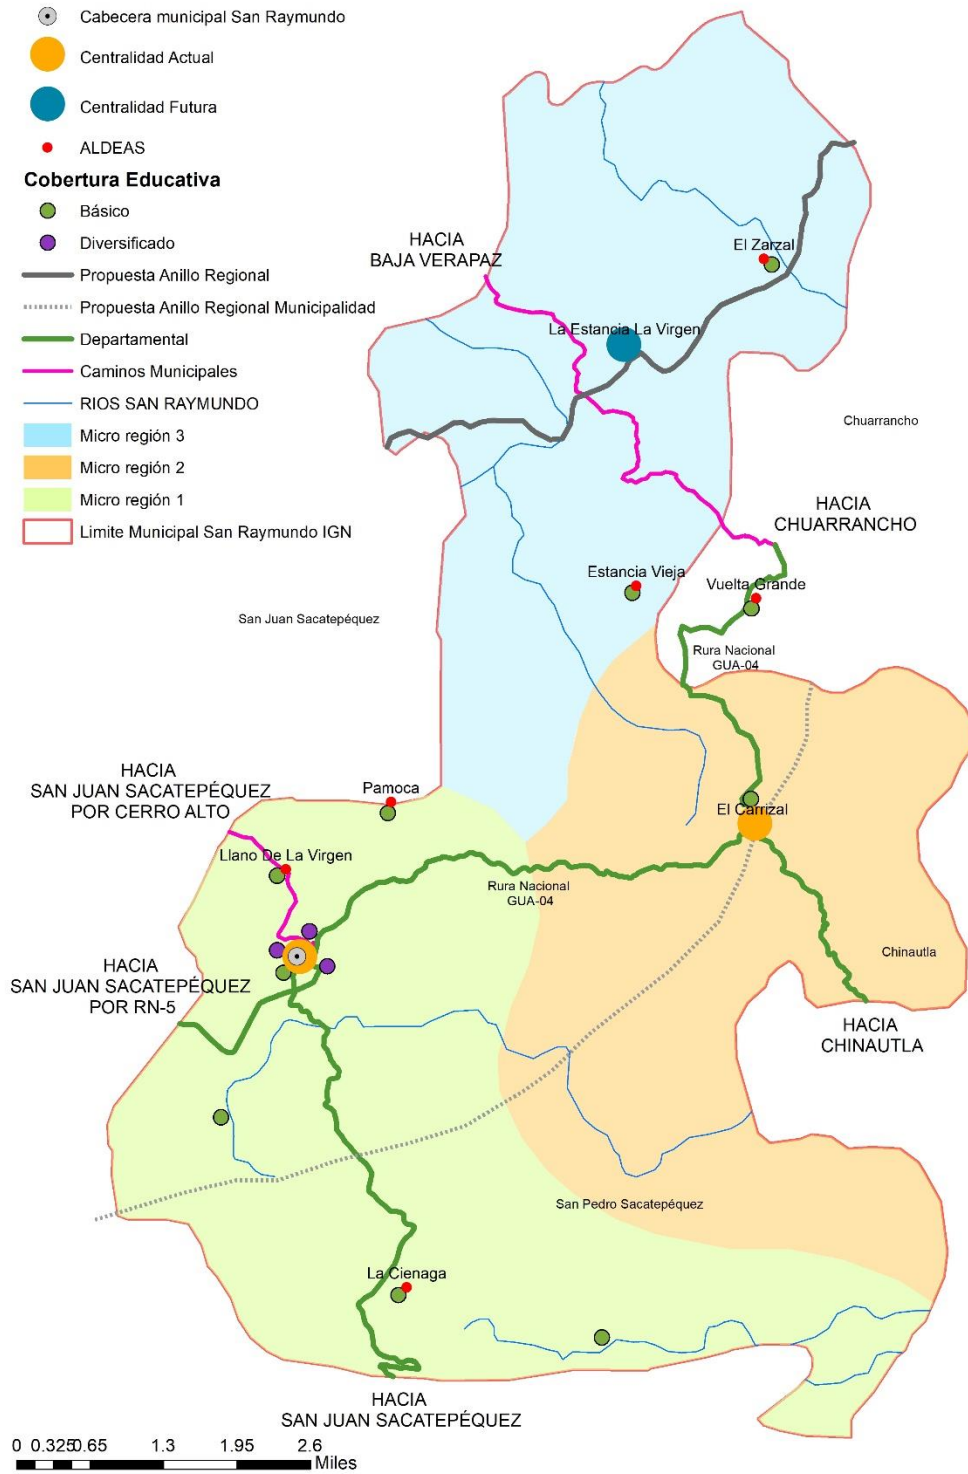 Cabecera municipal San Raymundo
Centralidad Actual
Centralidad Futura
ALDEAS
Cobertura Educativa
Básico
Diversificado
Propuesta Anillo Regional
Propuesta Anillo Regional Municipalidad
Departamental
Caminos Municipales
RIOS SAN RAYMUNDO
Micro región 3
Micro región 2
Micro región 1
Limite Municipal San Raymundo IGN
HACIA
BAJA VERAPAZ
El Zarzal
La Estancia La Virgen
Chuarrancho
HACIA
CHUARRANCHO
Estancia Vieja
Vuelta Grande
San Juan Sacatepéquez
Rura Nacional
GUA-04
HACIA
SAN JUAN SACATEPÉQUEZ
POR CERRO ALTO
Pamoca
El Carrizal
Llano De La Virgen
Rura Nacional
GUA-04
Chinautla
HACIA
SAN JUAN SACATEPÉQUEZ
POR RN-5
HACIA
CHINAUTLA
San Pedro Sacatepéquez
La Cienaga
HACIA
SAN JUAN SACATEPÉQUEZ
0 0.325 0.65 1.3 1.95 2.6
Miles